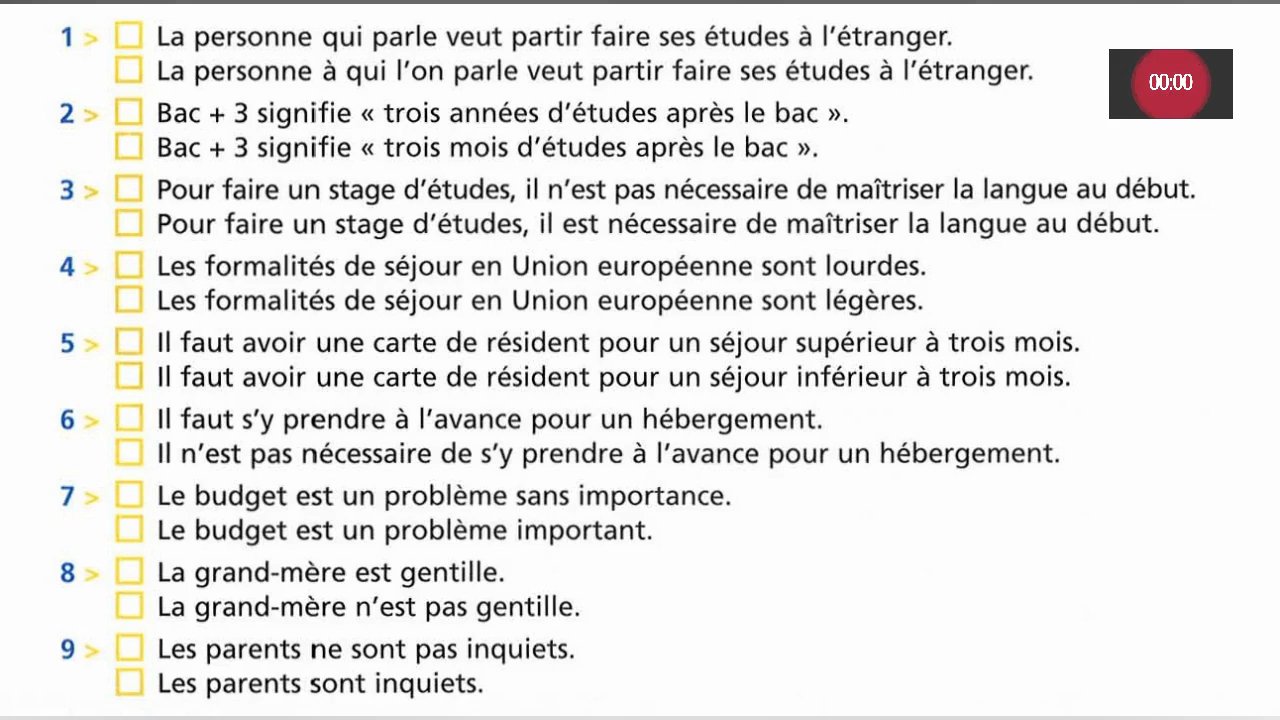 1 > La personne qui parle veut partir faire ses études à l'étranger.
La personne à qui l'on parle veut partir faire ses études à l'étranger.
2 > Bac + 3 signifie « trois années d'études après le bac ».
Bac + 3 signifie « trois mois d'études après le bac ».
3 > Pour faire un stage d'études, il n'est pas nécessaire de maîtriser la langue au début.
Pour faire un stage d'études, il est nécessaire de maîtriser la langue au début.
4 > Les formalités de séjour en Union européenne sont lourdes.
Les formalités de séjour en Union européenne sont légères.
5 > Il faut avoir une carte de résident pour un séjour supérieur à trois mois.
Il faut avoir une carte de résident pour un séjour inférieur à trois mois.
6 > Il faut s'y prendre à l'avance pour un hébergement.
Il n'est pas nécessaire de s'y prendre à l'avance pour un hébergement.
7 > Le budget est un problème sans importance.
Le budget est un problème important.
8 > La grand-mère est gentille.
La grand-mère n'est pas gentille.
9 > Les parents ne sont pas inquiets.
Les parents sont inquiets.
00:00